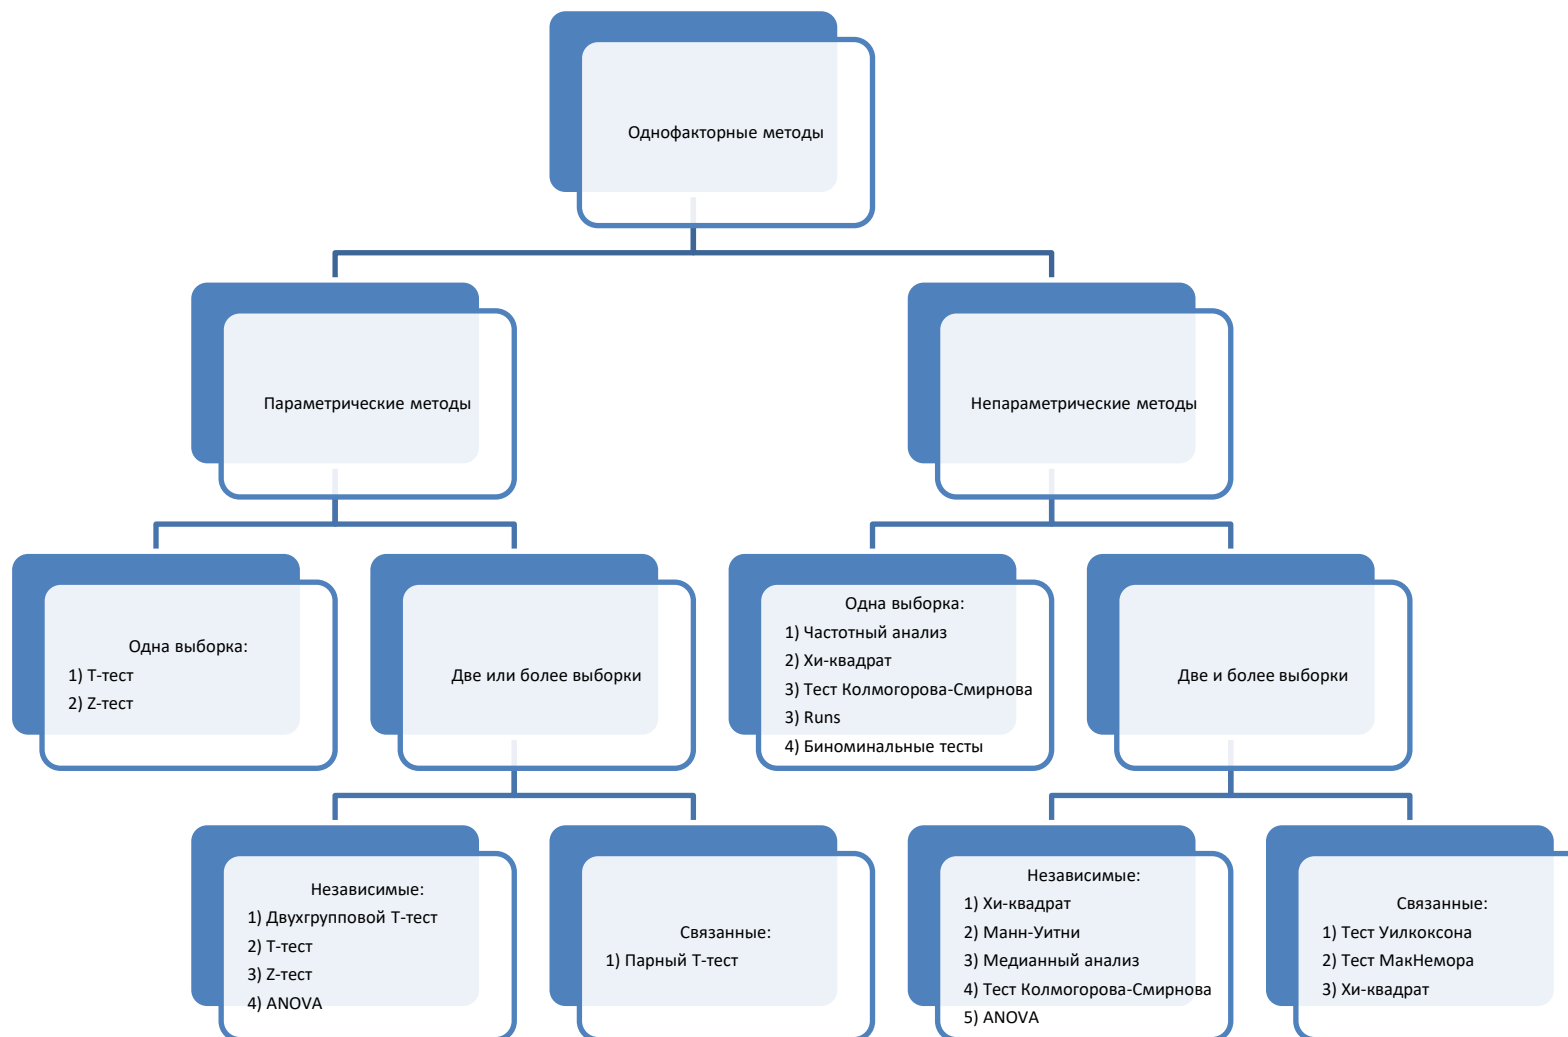 Однофакторные методы
Параметрические методы
Непараметрические методы
Одна выборка:
1) Т-тест
2) Z-тест
Две или более выборки
Одна выборка:
1) Частотный анализ
2) Хи-квадрат
3) Тест Колмогорова-Смирнова
3) Runs
4) Биноминальные тесты
Две и более выборки
Независимые:
1) Двухгрупповой Т-тест
2) Т-тест
3) Z-тест
4) ANOVA
Связанные:
1) Парный Т-тест
Независимые:
1) Хи-квадрат
2) Манн-Уитни
3) Медианный анализ
4) Тест Колмогорова-Смирнова
5) ANOVA
Связанные:
1) Тест Уилкоксона
2) Тест МакНемора
3) Хи-квадрат